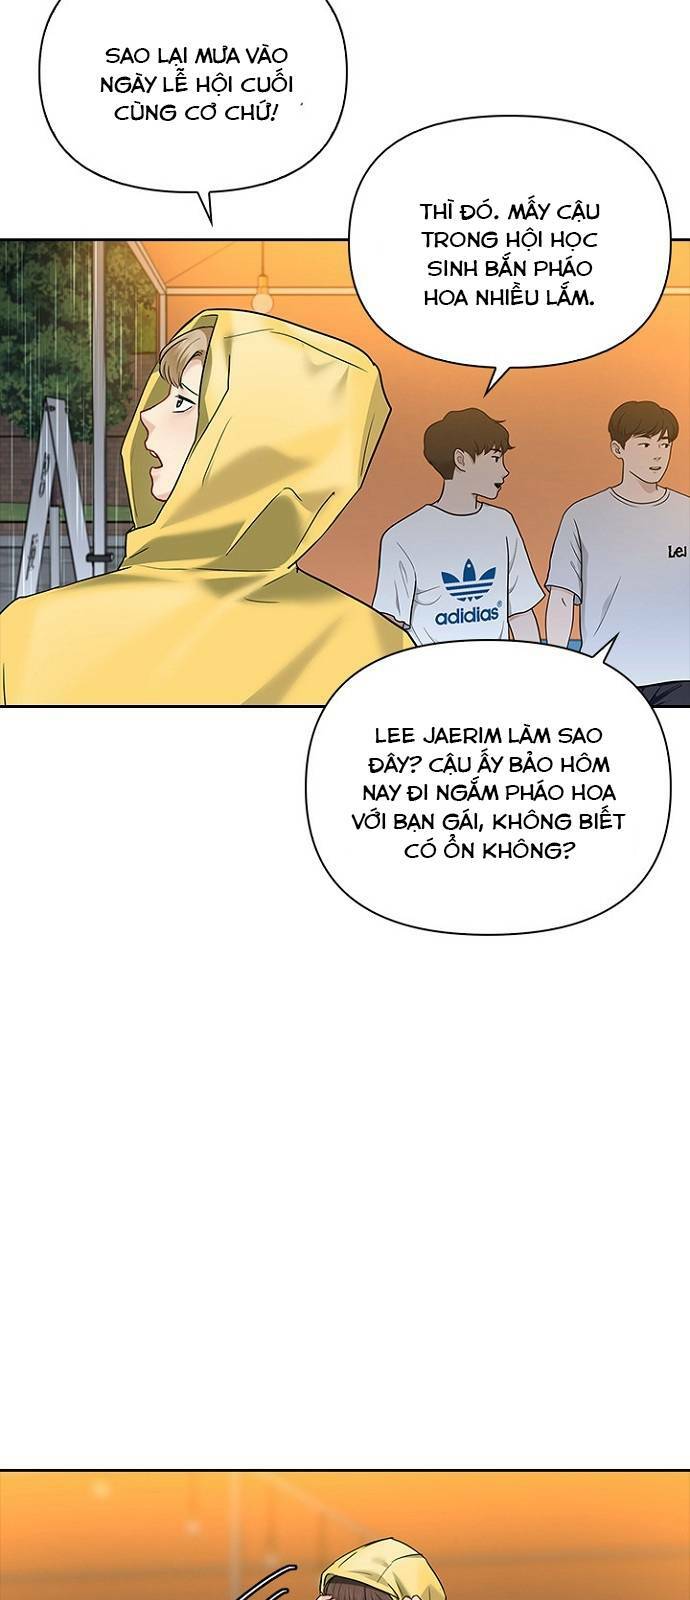 SAO LẠI MƯA VÀO
NGÀY LỄ HỘI CUỐI
CÙNG CƠ CHỨ!
THÌ ĐÓ. MẤY CẬU
TRONG HỘI HỌC
SINH BẮN PHÁO
HOA NHIỀU LẮM.
adidas®
Lei
LEE JAERIM LÀM SAO
ĐÂY? CẬU ẤY BẢO HÔM
NAY ĐI NGẮM PHÁO HOA
VỚI BẠN GÁI, KHÔNG BIẾT
CÓ ỔN KHÔNG?